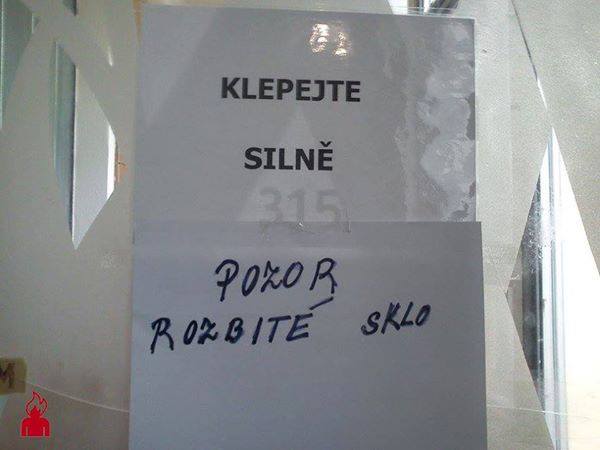 KLEPEJTE
SILNĚ
315
POZOR
ROZBITÉ SKLO
M